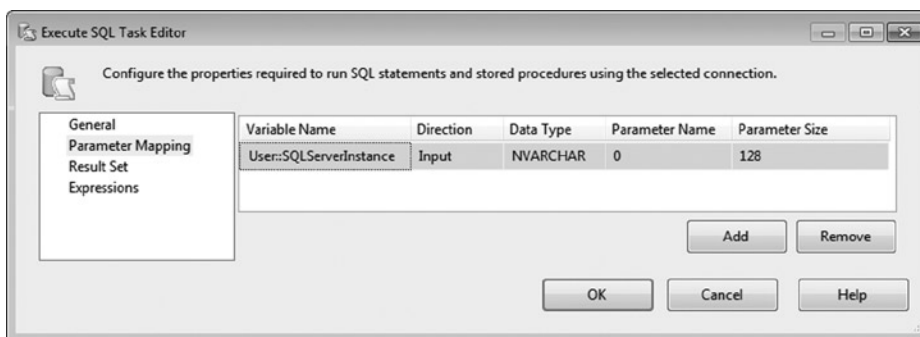 Execute SQL Task Editor
Configure the properties required to run SQL statements and stored procedures using the selected connection.
General
Parameter Mapping
Result Set
Expressions
Variable Name Direction Data Type Parameter Name Parameter Size
User::SQLServerInstance Input NVARCHAR 0 128
Add Remove
OK Cancel Help